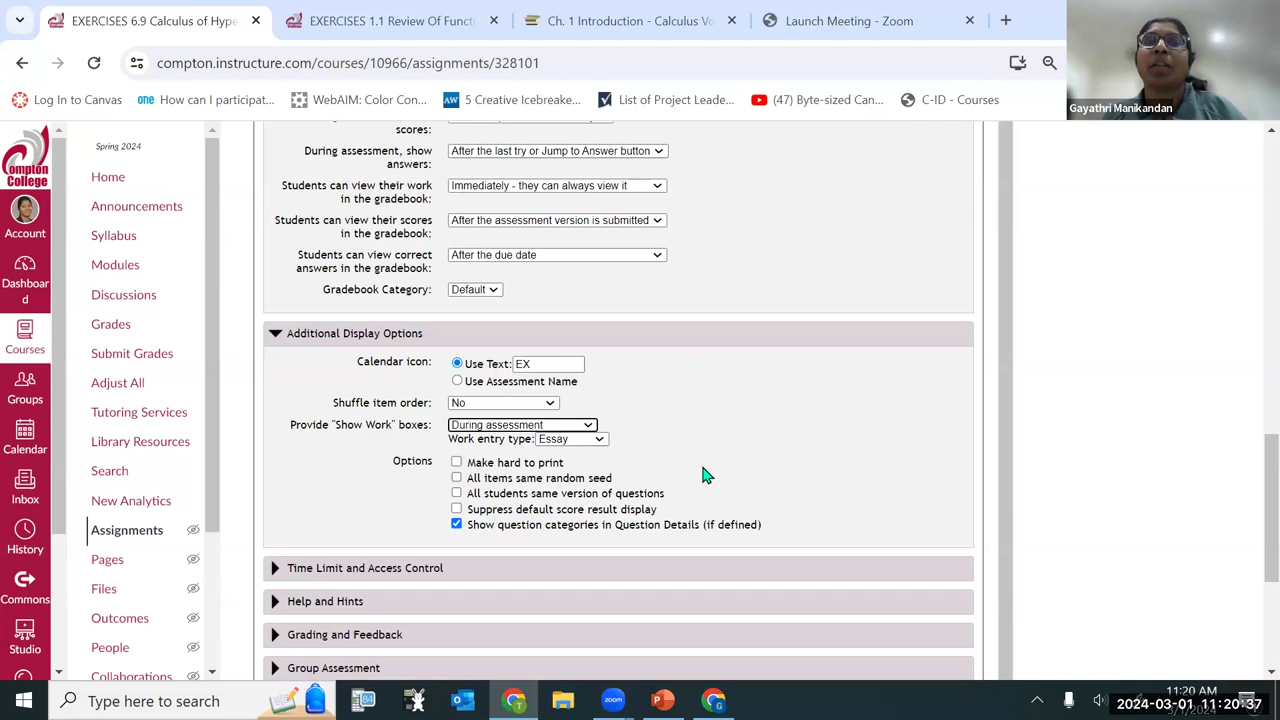 EXERCISES 6.9 Calculus of Hype
EXERCISES 1.1 Review Of Funct
Ch. 1 Introduction - Calculus Vo
Launch Meeting - Zoom
compton.instructure.com/courses/10966/assignments/328101
Log In to Canvas
one How can I participat...
WebAIM: Color Con...
AW 5 Creative Icebreake...
List of Project Leade...
(47) Byte-sized Can...
C-ID - Courses
Gayathri Manikandan
Compton
COLLEGE
Account
Dashboar
d
Courses
Groups
Calendar
Inbox
History
Commons
Studio
Spring 2024
Home
Announcements
Syllabus
Modules
Discussions
Grades
Submit Grades
Adjust All
Tutoring Services
Library Resources
Search
New Analytics
Assignments
Pages
Files
Outcomes
People
Collaborations
scores:
During assessment, show
answers:
After the last try or Jump to Answer button
Students can view their work
in the gradebook:
Immediately - they can always view it
Students can view their scores
in the gradebook:
After the assessment version is submitted
Students can view correct
answers in the gradebook:
After the due date
Gradebook Category:
Default
Additional Display Options
Calendar icon:
Use Text: EX
Use Assessment Name
Shuffle item order:
No
Provide "Show Work" boxes:
During assessment
Work entry type: Essay
Options
Make hard to print
All items same random seed
All students same version of questions
Suppress default score result display
Show question categories in Question Details (if defined)
Time Limit and Access Control
Help and Hints
Grading and Feedback
Group Assessment
Type here to search
zoom
11:20 AM
2024-03-01 11:20:37